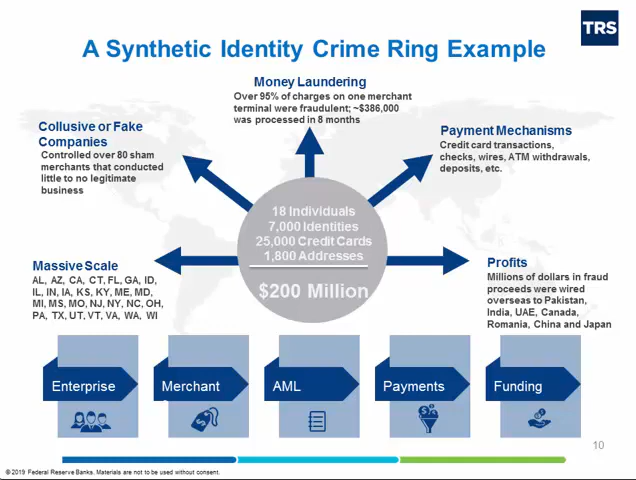 TRS
A Synthetic Identity Crime Ring Example
Money Laundering
Over 95% of charges on one merchant
terminal were fraudulent; ~$386,000
was processed in 8 months
Collusive or Fake
Companies
Controlled over 80 sham
merchants that conducted
little to no legitimate
business
Payment Mechanisms
Credit card transactions,
checks, wires, ATM withdrawals,
deposits, etc.
18 Individuals
7,000 Identities
25,000 Credit Cards
1,800 Addresses
$200 Million
Massive Scale
AL, AZ, CA, CT, FL, GA, ID,
IL, IN, IA, KS, KY, ME, MD,
MI, MS, MO, NJ, NY, NC, OH,
PA, TX, UT, VT, VA, WA, WI
Profits
Millions of dollars in fraud
proceeds were wired
overseas to Pakistan,
India, UAE, Canada,
Romania, China and Japan
Enterprise
Merchant
AML
Payments
Funding
10
© 2019 Federal Reserve Banks. Materials are not to be used without consent.